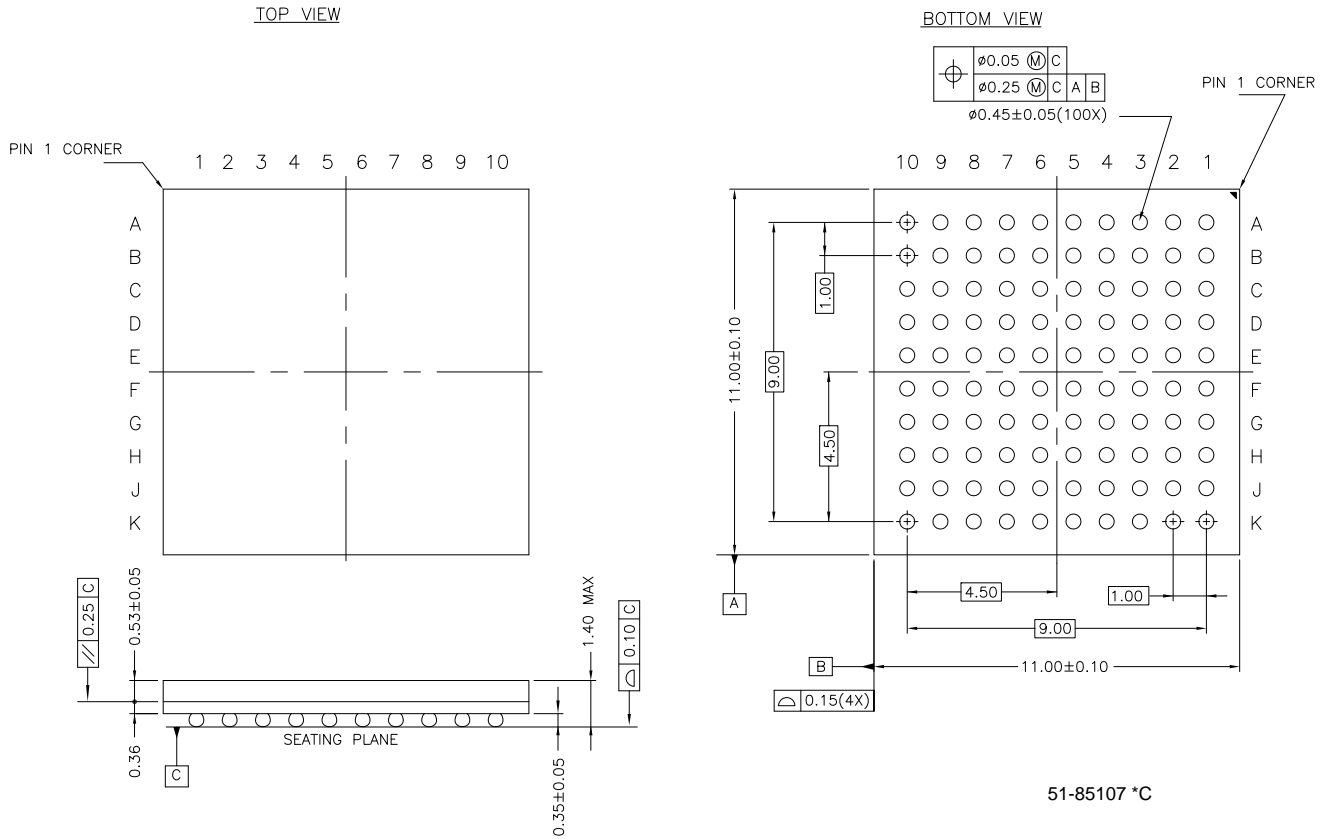 TOP VIEW
PIN 1 CORNER
1 2 3 4 5 6 7 8 9 10
A
B
C
D
E
F
G
H
J
K
// 0.25 C
0.53±0.05
0.36
C
SEATING PLANE
0.35±0.05
1.40 MAX
⌓ 0.10 C
BOTTOM VIEW
⌖ ø0.05 Ⓜ C
ø0.25 Ⓜ C A B
ø0.45±0.05(100X)
PIN 1 CORNER
10 9 8 7 6 5 4 3 2 1
A
B
C
D
E
F
G
H
J
K
11.00±0.10
9.00
1.00
4.50
A
4.50
1.00
9.00
B
11.00±0.10
⌓ 0.15(4X)
51-85107 *C